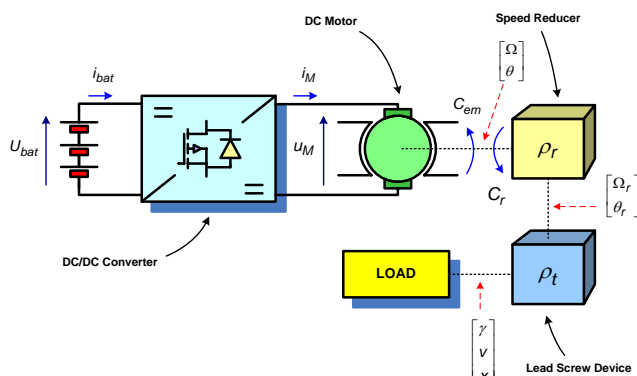 DC Motor
Speed Reducer
Ω
θ
i_bat
i_M
C_em
U_bat
u_M
ρ_r
C_r
Ω_r
θ_r
DC/DC Converter
LOAD
ρ_t
γ
v
Lead Screw Device